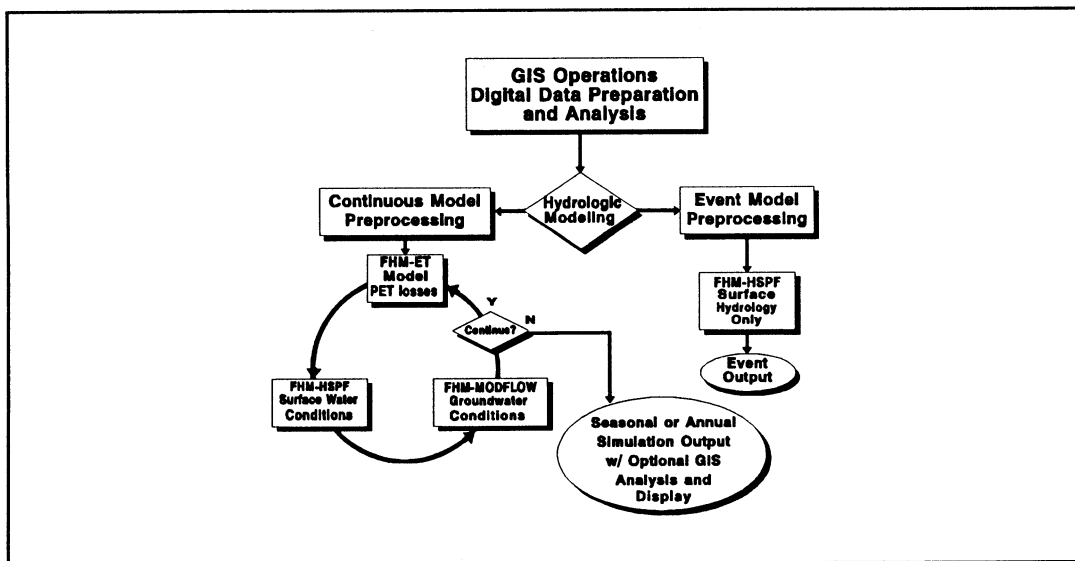 GIS Operations
Digital Data Preparation
and Analysis
Hydrologic
Modeling
Continuous Model
Preprocessing
Event Model
Preprocessing
FHM-ET
Model
PET losses
FHM-HSPF
Surface
Hydrology
Only
Y
N
Continue?
Event
Output
FHM-HSPF
Surface Water
Conditions
FHM-MODFLOW
Groundwater
Conditions
Seasonal or Annual
Simulation Output
w/ Optional GIS
Analysis and
Display